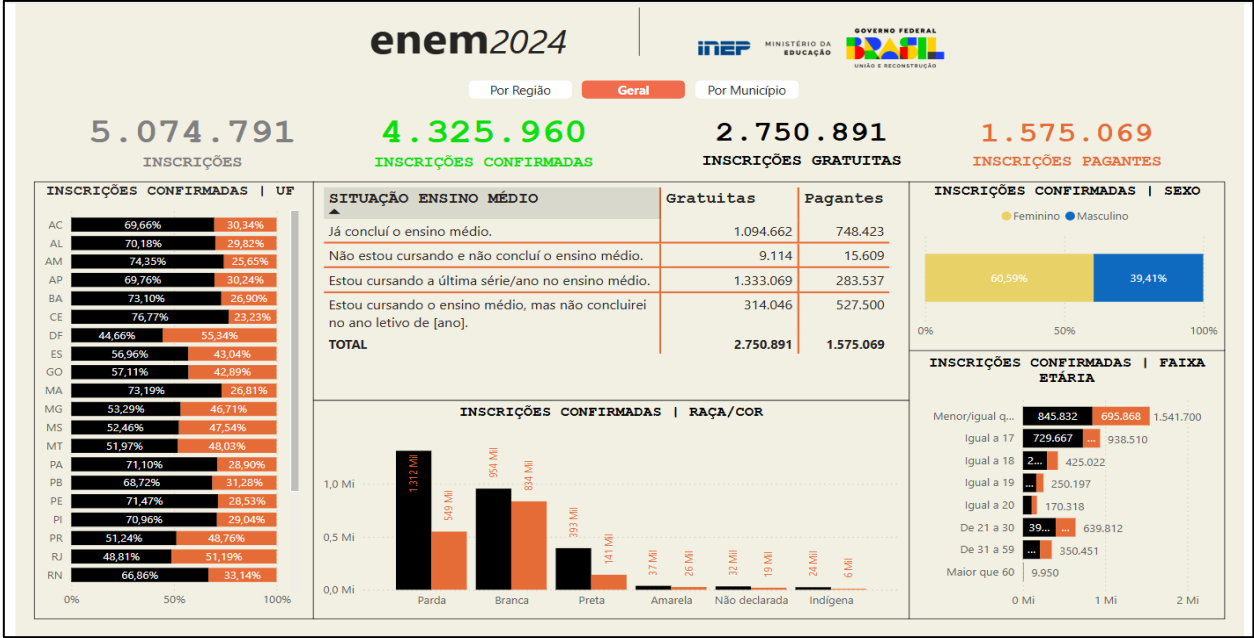 enem2024
inep
MINISTÉRIO DA
EDUCAÇÃO
GOVERNO FEDERAL
BRASIL
UNIÃO E RECONSTRUÇÃO
Por Região
Geral
Por Município
5.074.791
INSCRIÇÕES
4.325.960
INSCRIÇÕES CONFIRMADAS
2.750.891
INSCRIÇÕES GRATUITAS
1.575.069
INSCRIÇÕES PAGANTES
INSCRIÇÕES CONFIRMADAS | UF
AC 69,66% 30,34%
AL 70,18% 29,82%
AM 74,35% 25,65%
AP 69,76% 30,24%
BA 73,10% 26,90%
CE 76,77% 23,23%
DF 44,66% 55,34%
ES 56,96% 43,04%
GO 57,11% 42,89%
MA 73,19% 26,81%
MG 53,29% 46,71%
MS 52,46% 47,54%
MT 51,97% 48,03%
PA 71,10% 28,90%
PB 68,72% 31,28%
PE 71,47% 28,53%
PI 70,96% 29,04%
PR 51,24% 48,76%
RJ 48,81% 51,19%
RN 66,86% 33,14%
0% 50% 100%
SITUAÇÃO ENSINO MÉDIO Gratuitas Pagantes
Já concluí o ensino médio. 1.094.662 748.423
Não estou cursando e não concluí o ensino médio. 9.114 15.609
Estou cursando a última série/ano no ensino médio. 1.333.069 283.537
Estou cursando o ensino médio, mas não concluirei 314.046 527.500
no ano letivo de [ano].
TOTAL 2.750.891 1.575.069
INSCRIÇÕES CONFIRMADAS | RAÇA/COR
1,0 Mi
0,5 Mi
0,0 Mi
1.312 Mil 549 Mil 954 Mil 834 Mil 393 Mil 141 Mil 37 Mil 26 Mil 32 Mil 19 Mil 24 Mil 6 Mil
Parda Branca Preta Amarela Não declarada Indígena
INSCRIÇÕES CONFIRMADAS | SEXO
Feminino Masculino
60,59% 39,41%
0% 50% 100%
INSCRIÇÕES CONFIRMADAS | FAIXA
ETÁRIA
Menor/igual q... 845.832 695.868 1.541.700
Igual a 17 729.667 ... 938.510
Igual a 18 2... 425.022
Igual a 19 ... 250.197
Igual a 20 170.318
De 21 a 30 39... ... 639.812
De 31 a 59 ... 350.451
Maior que 60 9.950
0 Mi 1 Mi 2 Mi